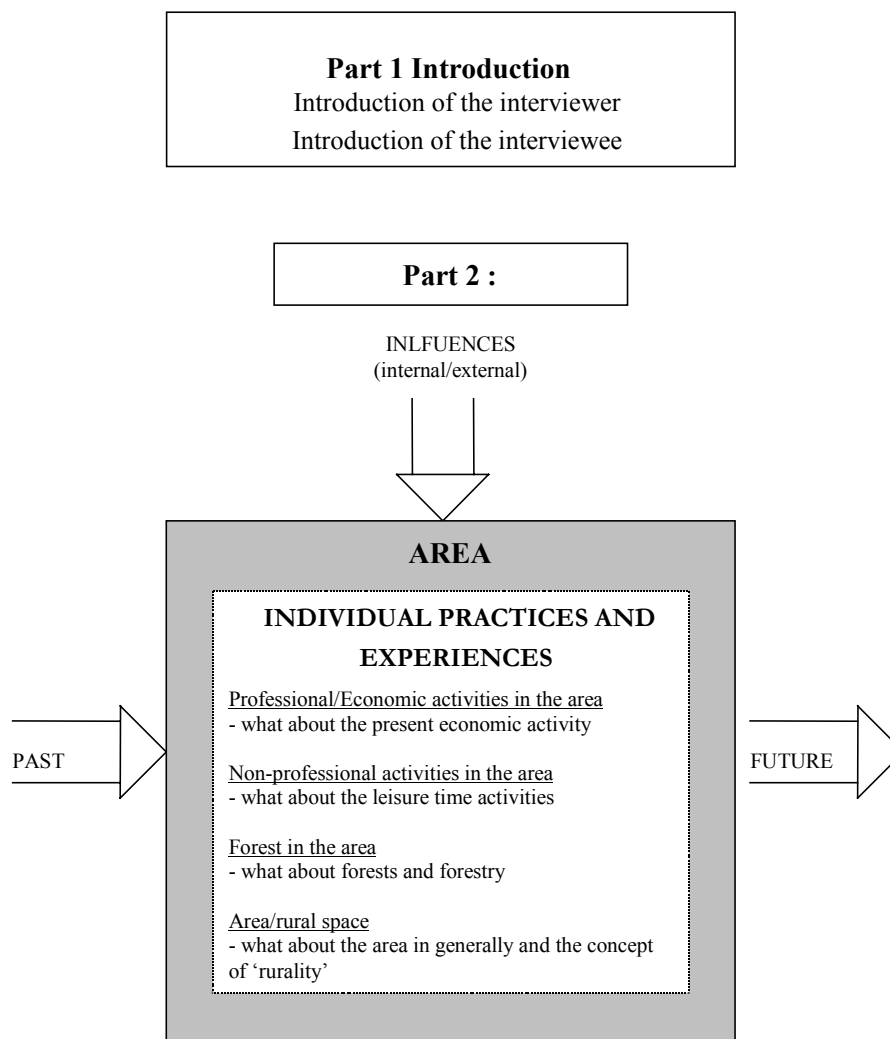 Part 1 Introduction
Introduction of the interviewer
Introduction of the interviewee
Part 2 :
INLFUENCES
(internal/external)
AREA
INDIVIDUAL PRACTICES AND
EXPERIENCES
Professional/Economic activities in the area
- what about the present economic activity
PAST
Non-professional activities in the area
- what about the leisure time activities
FUTURE
Forest in the area
- what about forests and forestry
Area/rural space
- what about the area in generally and the concept
of ‘rurality’